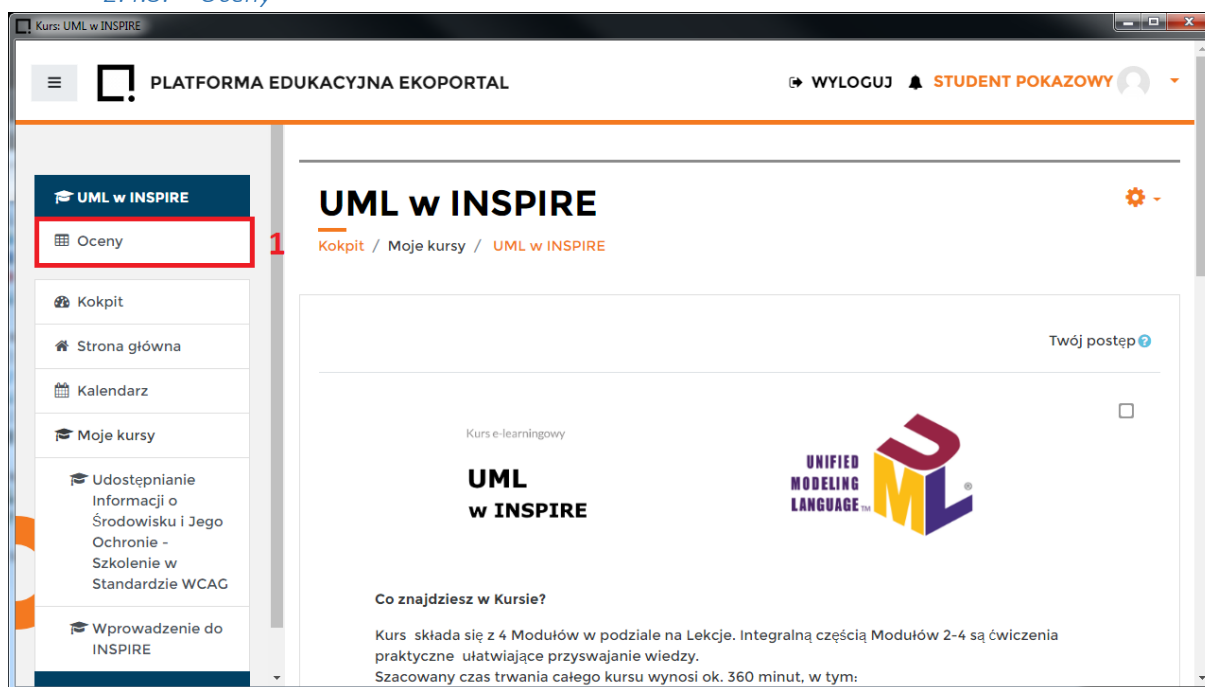 Kurs: UML w INSPIRE
PLATFORMA EDUKACYJNA EKOPORTAL
WYLOGUJ
STUDENT POKAZOWY
UML w INSPIRE
Oceny
1
Kokpit
Strona główna
Kalendarz
Moje kursy
Udostępnianie
Informacji o
Środowisku i Jego
Ochronie -
Szkolenie w
Standardzie WCAG
Wprowadzenie do
INSPIRE
UML w INSPIRE
Kokpit / Moje kursy / UML w INSPIRE
Twój postęp
Kurs e-learningowy
UML
w INSPIRE
UNIFIED
MODELING
LANGUAGE TM
UML ®
Co znajdziesz w Kursie?
Kurs składa się z 4 Modułów w podziale na Lekcje. Integralną częścią Modułów 2-4 są ćwiczenia
praktyczne ułatwiające przyswajanie wiedzy.
Szacowany czas trwania całego kursu wynosi ok. 360 minut, w tym: